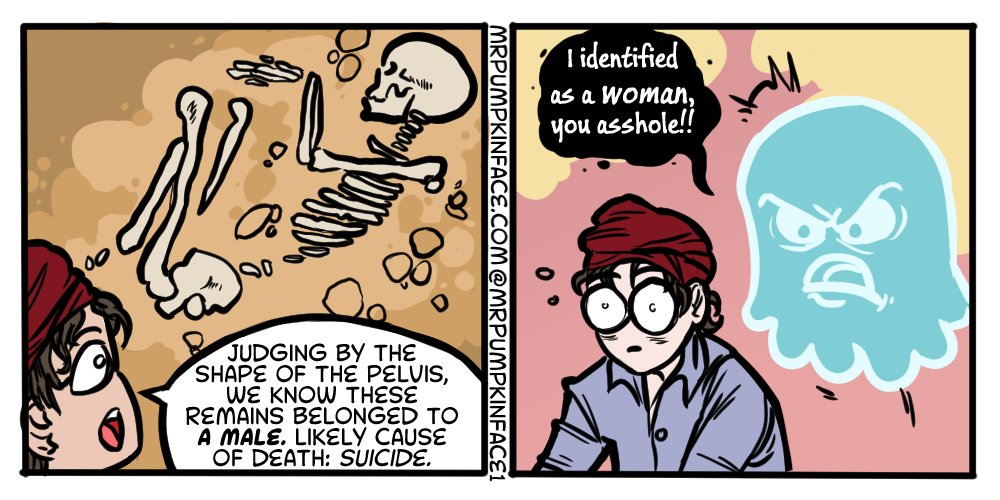 JUDGING BY THE
SHAPE OF THE PELVIS,
WE KNOW THESE
REMAINS BELONGED TO
A MALE. LIKELY CAUSE
OF DEATH: SUICIDE.
MRPUMPKINFACE.COM @MRPUMPKINFACE1
I identified
as a woman,
you asshole!!